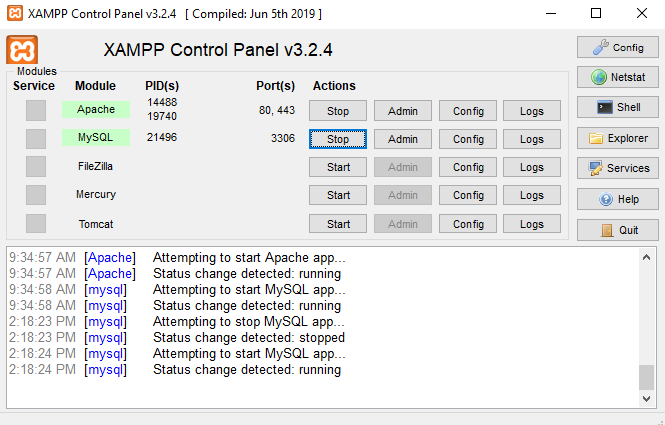 XAMPP Control Panel v3.2.4 [ Compiled: Jun 5th 2019 ]
XAMPP Control Panel v3.2.4
Config
Modules
Service Module PID(s) Port(s) Actions
Netstat
Apache 14488 80, 443 Stop Admin Config Logs
19740
Shell
MySQL 21496 3306 Stop Admin Config Logs
Explorer
FileZilla Start Admin Config Logs
Services
Mercury Start Admin Config Logs
Help
Tomcat Start Admin Config Logs
Quit
9:34:57 AM [Apache] Attempting to start Apache app...
9:34:57 AM [Apache] Status change detected: running
9:34:58 AM [mysql] Attempting to start MySQL app...
9:34:58 AM [mysql] Status change detected: running
2:18:23 PM [mysql] Attempting to stop MySQL app...
2:18:23 PM [mysql] Status change detected: stopped
2:18:24 PM [mysql] Attempting to start MySQL app...
2:18:24 PM [mysql] Status change detected: running